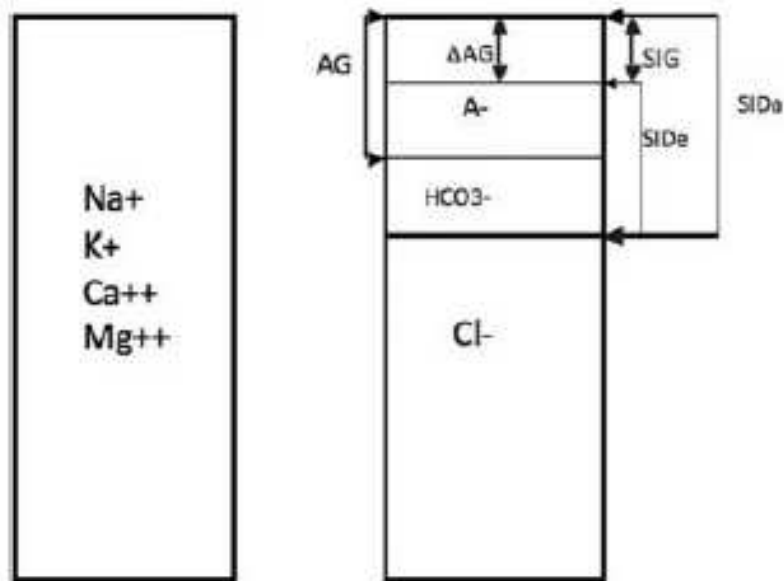 Na+
K+
Ca++
Mg++
AG
ΔAG
A-
HCO3-
Cl-
SIG
SIDe
SIDa